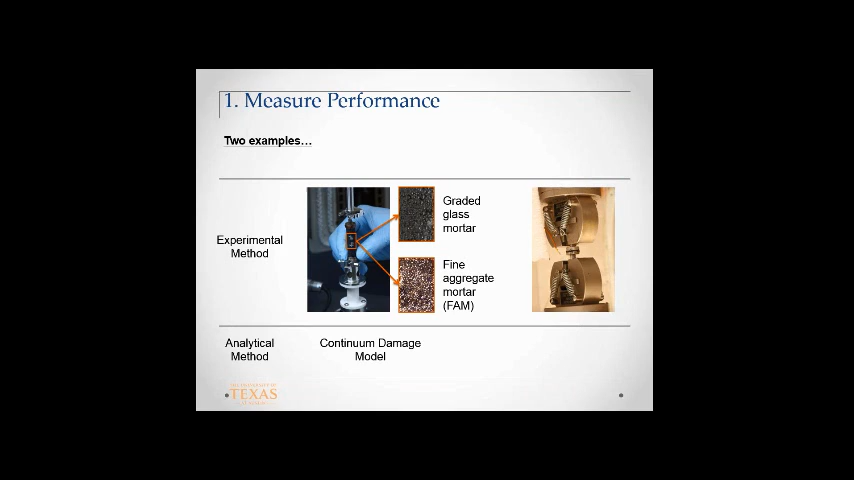 1. Measure Performance
Two examples…
Graded
glass
mortar
Experimental
Method
Fine
aggregate
mortar
(FAM)
Analytical
Method
Continuum Damage
Model
TEXAS